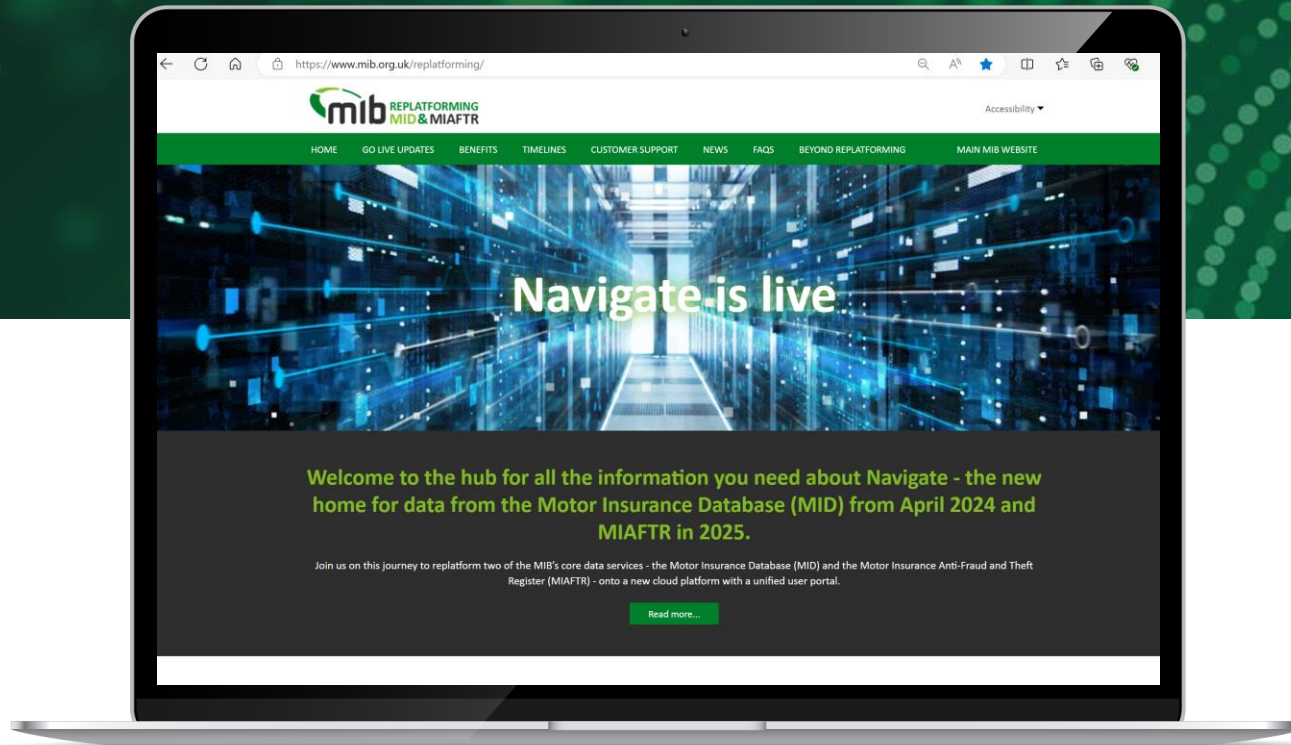 https://www.mib.org.uk/replatforming/
mib REPLATFORMING
MID & MIAFTR
Accessibility
HOME GO LIVE UPDATES BENEFITS TIMELINES CUSTOMER SUPPORT NEWS FAQS BEYOND REPLATFORMING MAIN MIB WEBSITE
Navigate is live
Welcome to the hub for all the information you need about Navigate - the new
home for data from the Motor Insurance Database (MID) from April 2024 and
MIAFTR in 2025.
Join us on this journey to replatform two of the MIB's core data services - the Motor Insurance Database (MID) and the Motor Insurance Anti-Fraud and Theft
Register (MIAFTR) - onto a new cloud platform with a unified user portal.
Read more...